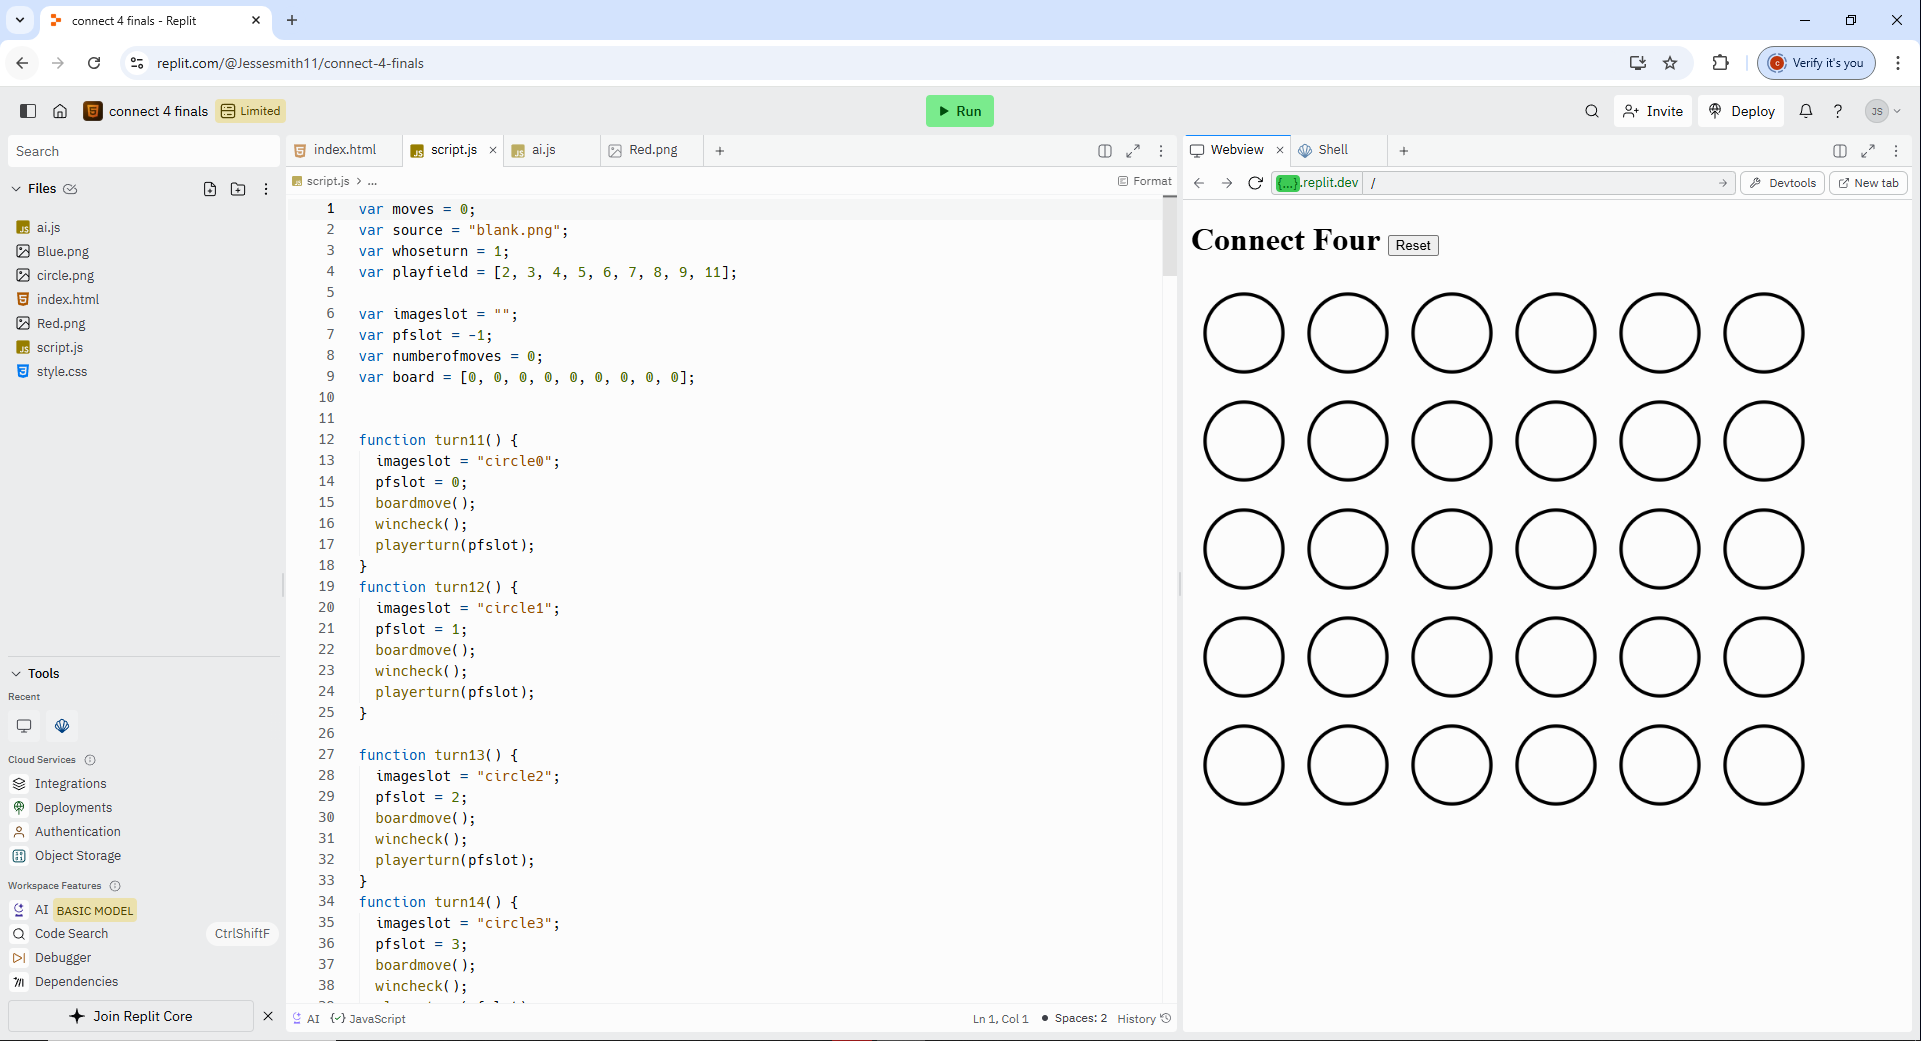 connect 4 finals - Replit
replit.com/@Jessesmith11/connect-4-finals
Verify it's you
connect 4 finals
Limited
Run
Invite
Deploy
JS
Search
Files
ai.js
Blue.png
circle.png
index.html
Red.png
script.js
style.css
Tools
Recent
Cloud Services
Integrations
Deployments
Authentication
Object Storage
Workspace Features
AI BASIC MODEL
Code Search CtrlShiftF
Debugger
Dependencies
Join Replit Core
index.html
script.js
ai.js
Red.png
script.js > ...
Format
1 var moves = 0;
2 var source = "blank.png";
3 var whoseturn = 1;
4 var playfield = [2, 3, 4, 5, 6, 7, 8, 9, 11];
5
6 var imageslot = "";
7 var pfslot = -1;
8 var numberofmoves = 0;
9 var board = [0, 0, 0, 0, 0, 0, 0, 0, 0];
10
11
12 function turn11() {
13 imageslot = "circle0";
14 pfslot = 0;
15 boardmove();
16 wincheck();
17 playerturn(pfslot);
18 }
19 function turn12() {
20 imageslot = "circle1";
21 pfslot = 1;
22 boardmove();
23 wincheck();
24 playerturn(pfslot);
25 }
26
27 function turn13() {
28 imageslot = "circle2";
29 pfslot = 2;
30 boardmove();
31 wincheck();
32 playerturn(pfslot);
33 }
34 function turn14() {
35 imageslot = "circle3";
36 pfslot = 3;
37 boardmove();
38 wincheck();
AI
JavaScript
Ln 1, Col 1
Spaces: 2
History
Webview
Shell
{...}.replit.dev /
Devtools
New tab
Connect Four Reset